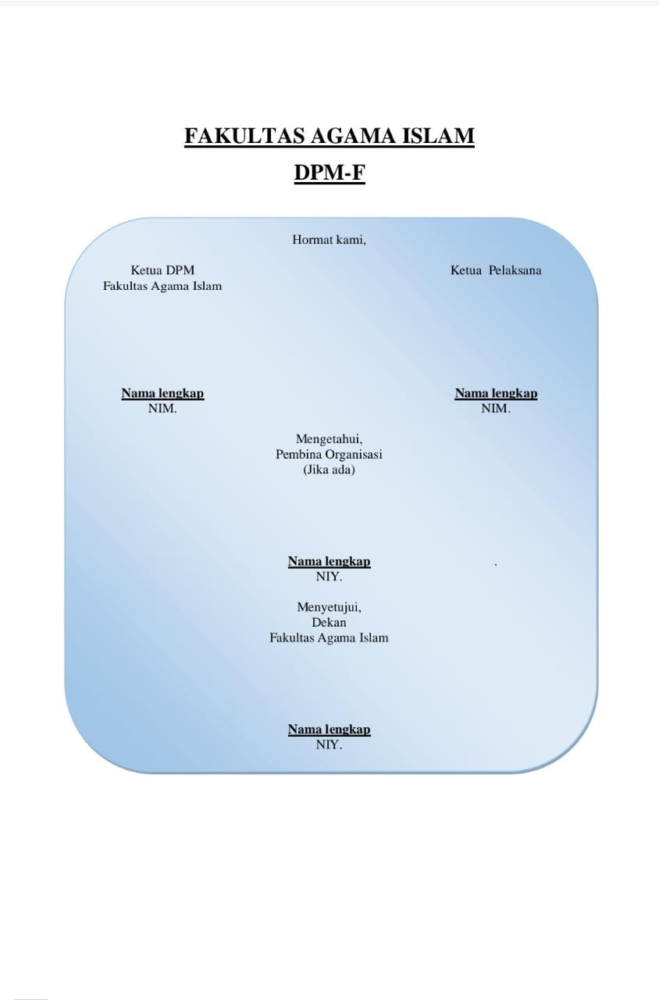 FAKULTAS AGAMA ISLAM
DPM-F
Hormat kami,
Ketua DPM
Fakultas Agama Islam
Ketua  Pelaksana
Nama lengkap
NIM.
Nama lengkap
NIM.
Mengetahui,
Pembina Organisasi
(Jika ada)
Nama lengkap
NIY.
.
Menyetujui,
Dekan
Fakultas Agama Islam
Nama lengkap
NIY.